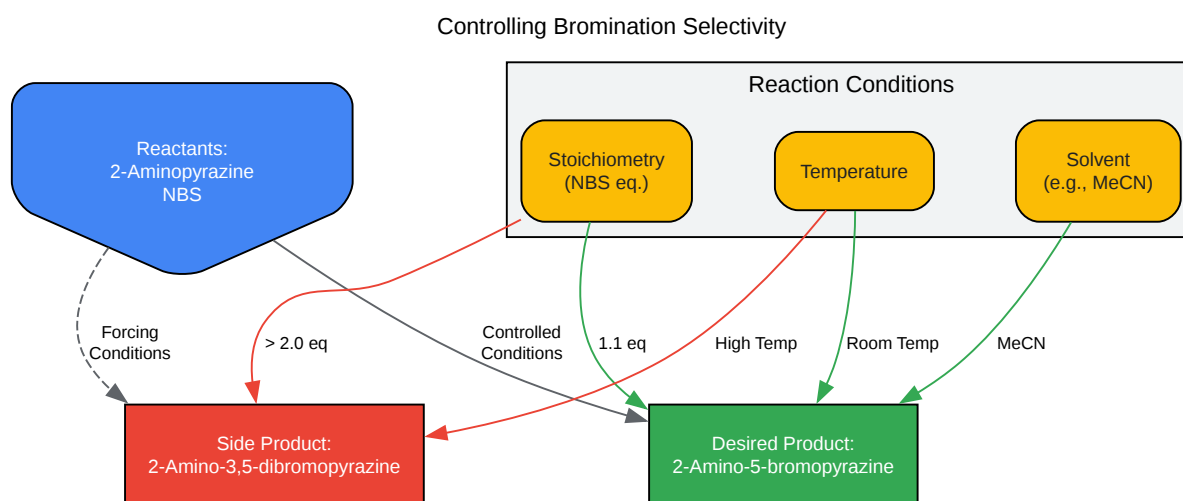 Controlling Bromination Selectivity
Reaction Conditions
Reactants:
2-Aminopyrazine
NBS
Stoichiometry
(NBS eq.)
Temperature
Solvent
(e.g., MeCN)
Forcing
Conditions
> 2.0 eq
Controlled
Conditions
1.1 eq
High Temp
Room Temp
MeCN
Side Product:
2-Amino-3,5-dibromopyrazine
Desired Product:
2-Amino-5-bromopyrazine